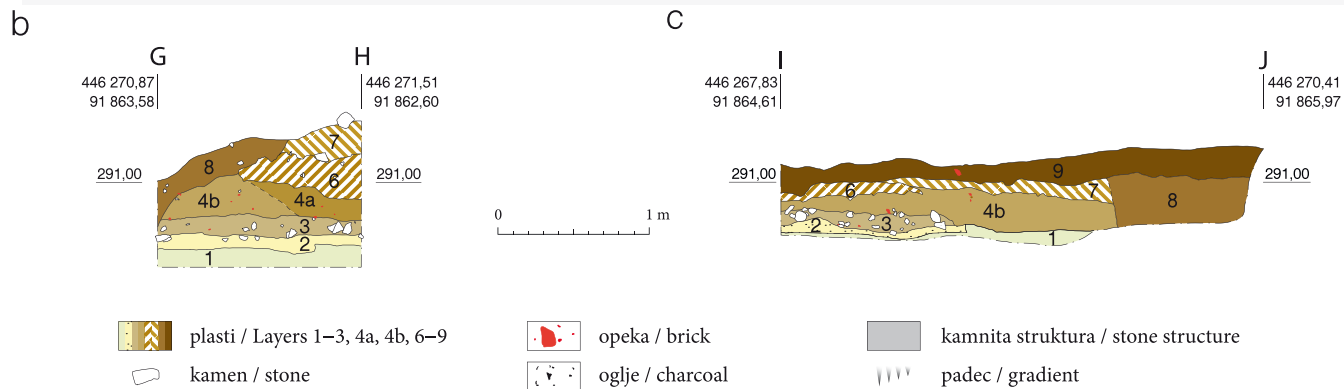 b
c
G
H
I
J
446 270,87
91 863,58
446 271,51
91 862,60
446 267,83
91 864,61
446 270,41
91 865,97
7
8
6
291,00
291,00
4b
4a
3
2
1
9
6
7
291,00
291,00
8
4b
2
3
1
0
1 m
plasti / Layers 1–3, 4a, 4b, 6–9
opeka / brick
kamnita struktura / stone structure
kamen / stone
oglje / charcoal
padec / gradient